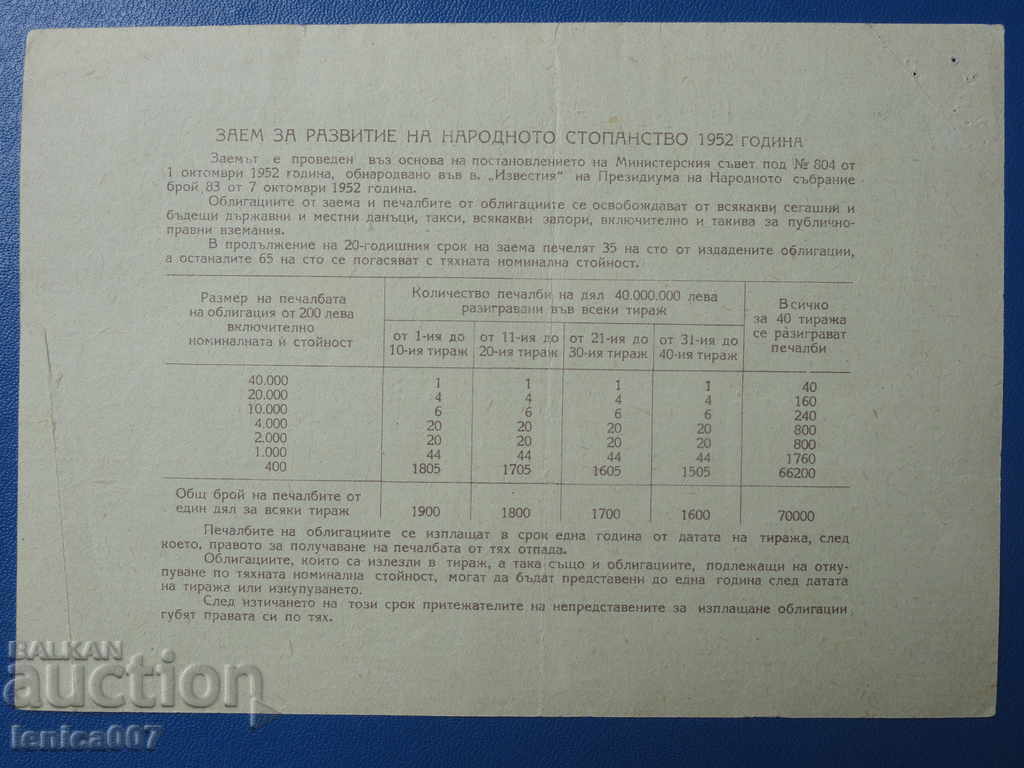 ЗАЕМ ЗА РАЗВИТИЕ НА НАРОДНОТО СТОПАНСТВО 1952 ГОДИНА
Заемът е проведен въз основа на постановлението на Министерския съвет под № 804 от
1 октомври 1952 година, обнародвано във в. „Известия“ на Президиума на Народното събрание
брой 83 от 7 октомври 1952 година.
Облигациите от заема и печалбите от облигациите се освобождават от всякакви сегашни и
бъдещи държавни и местни данъци, такси, всякакви запори, включително и такива за публично-
правни вземания.
В продължение на 20-годишния срок на заема печелят 35 на сто от издадените облигации,
а останалите 65 на сто се погасяват с тяхната номинална стойност.
Размер на печалбата
на облигация от 200 лева
включително
номиналната ѝ стойност
Количество печалби на дял 40.000.000 лева
разигравани във всеки тираж
от 1-ия до
10-ия тираж
от 11-ия до
20-ия тираж
от 21-ия до
30-ия тираж
от 31-ия до
40-ия тираж
Всичко
за 40 тиража
се разиграват
печалби
40.000 1 1 1 1 40
20.000 4 4 4 4 160
10.000 6 6 6 6 240
4.000 20 20 20 20 800
2.000 20 20 20 20 800
1.000 44 44 44 44 1760
400 1805 1705 1605 1505 66200
Общ брой на печалбите от
един дял за всяки тираж 1900 1800 1700 1600 70000
Печалбите на облигациите се изплащат в срок една година от датата на тиража, след
което, правото за получаване на печалбата от тях отпада.
Облигациите, които са излезли в тираж, а така също и облигациите, подлежащи на отку-
пуване по тяхната номинална стойност, могат да бъдат представени до една година след датата
на тиража или изкупуването.
След изтичането на този срок притежателите на непредставените за изплащане облигации
губят правата си по тях.
BALKAN
auction
ienica007